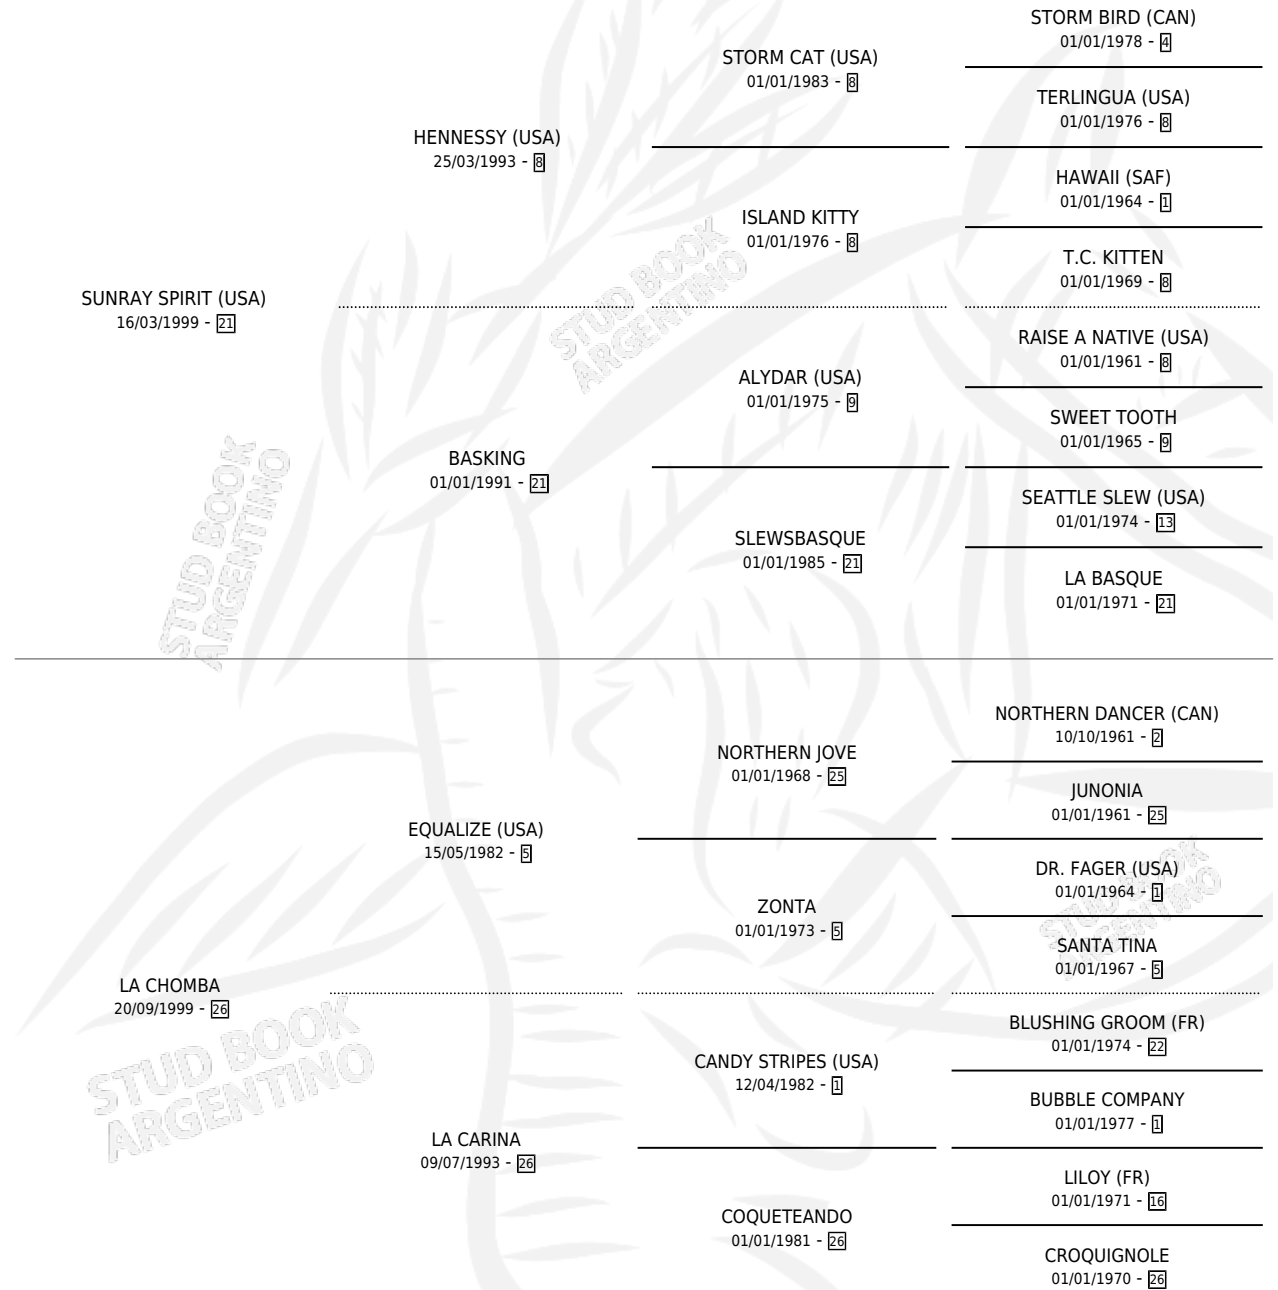 STORM BIRD (CAN)
01/01/1978 - 4
STORM CAT (USA)
01/01/1983 - 8
TERLINGUA (USA)
01/01/1976 - 8
HENNESSY (USA)
25/03/1993 - 8
HAWAII (SAF)
01/01/1964 - 1
ISLAND KITTY
01/01/1976 - 8
T.C. KITTEN
01/01/1969 - 8
SUNRAY SPIRIT (USA)
16/03/1999 - 21
STUD BOOK
ARGENTINO
RAISE A NATIVE (USA)
01/01/1961 - 8
ALYDAR (USA)
01/01/1975 - 9
SWEET TOOTH
01/01/1965 - 9
BASKING
01/01/1991 - 21
SEATTLE SLEW (USA)
01/01/1974 - 13
SLEWSBASQUE
01/01/1985 - 21
LA BASQUE
01/01/1971 - 21
STUD BOOK
ARGENTINO
NORTHERN DANCER (CAN)
10/10/1961 - 2
NORTHERN JOVE
01/01/1968 - 25
JUNONIA
01/01/1961 - 25
EQUALIZE (USA)
15/05/1982 - 5
DR. FAGER (USA)
01/01/1964 - 1
ZONTA
01/01/1973 - 5
SANTA TINA
01/01/1967 - 5
STUD BOOK
ARGENTINO
LA CHOMBA
20/09/1999 - 26
BLUSHING GROOM (FR)
01/01/1974 - 22
CANDY STRIPES (USA)
12/04/1982 - 1
BUBBLE COMPANY
01/01/1977 - 1
STUD BOOK
ARGENTINO
LA CARINA
09/07/1993 - 26
LILOY (FR)
01/01/1971 - 16
COQUETEANDO
01/01/1981 - 26
CROQUIGNOLE
01/01/1970 - 26